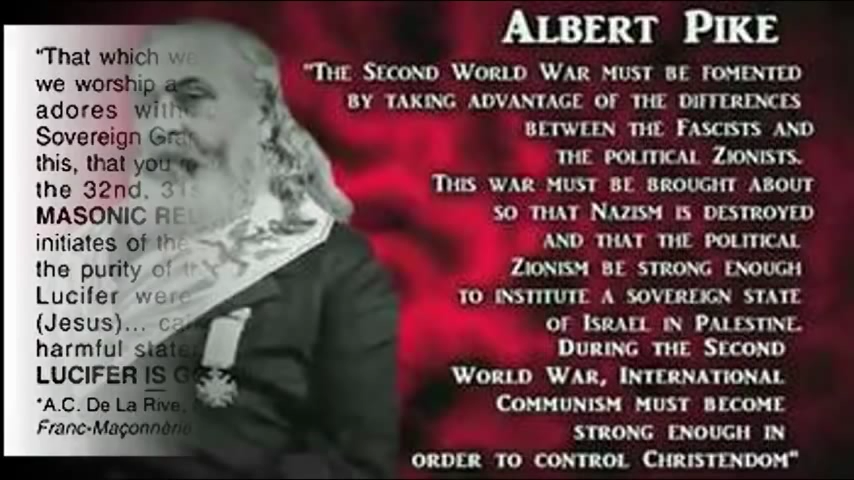 "That which we
we worship a
adores with
Sovereign Gra
this, that you
the 32nd, 31s
MASONIC REL
initiates of the
the purity of
Lucifer were
(Jesus)...
harmful state
LUCIFER IS G
*A.C. De La Rive,
Franc-Maçonnerie
ALBERT PIKE
"THE SECOND WORLD WAR MUST BE FOMENTED
BY TAKING ADVANTAGE OF THE DIFFERENCES
BETWEEN THE FASCISTS AND
THE POLITICAL ZIONISTS.
THIS WAR MUST BE BROUGHT ABOUT
SO THAT NAZISM IS DESTROYED
AND THAT THE POLITICAL
ZIONISM BE STRONG ENOUGH
TO INSTITUTE A SOVEREIGN STATE
OF ISRAEL IN PALESTINE.
DURING THE SECOND
WORLD WAR, INTERNATIONAL
COMMUNISM MUST BECOME
STRONG ENOUGH IN
ORDER TO CONTROL CHRISTENDOM"